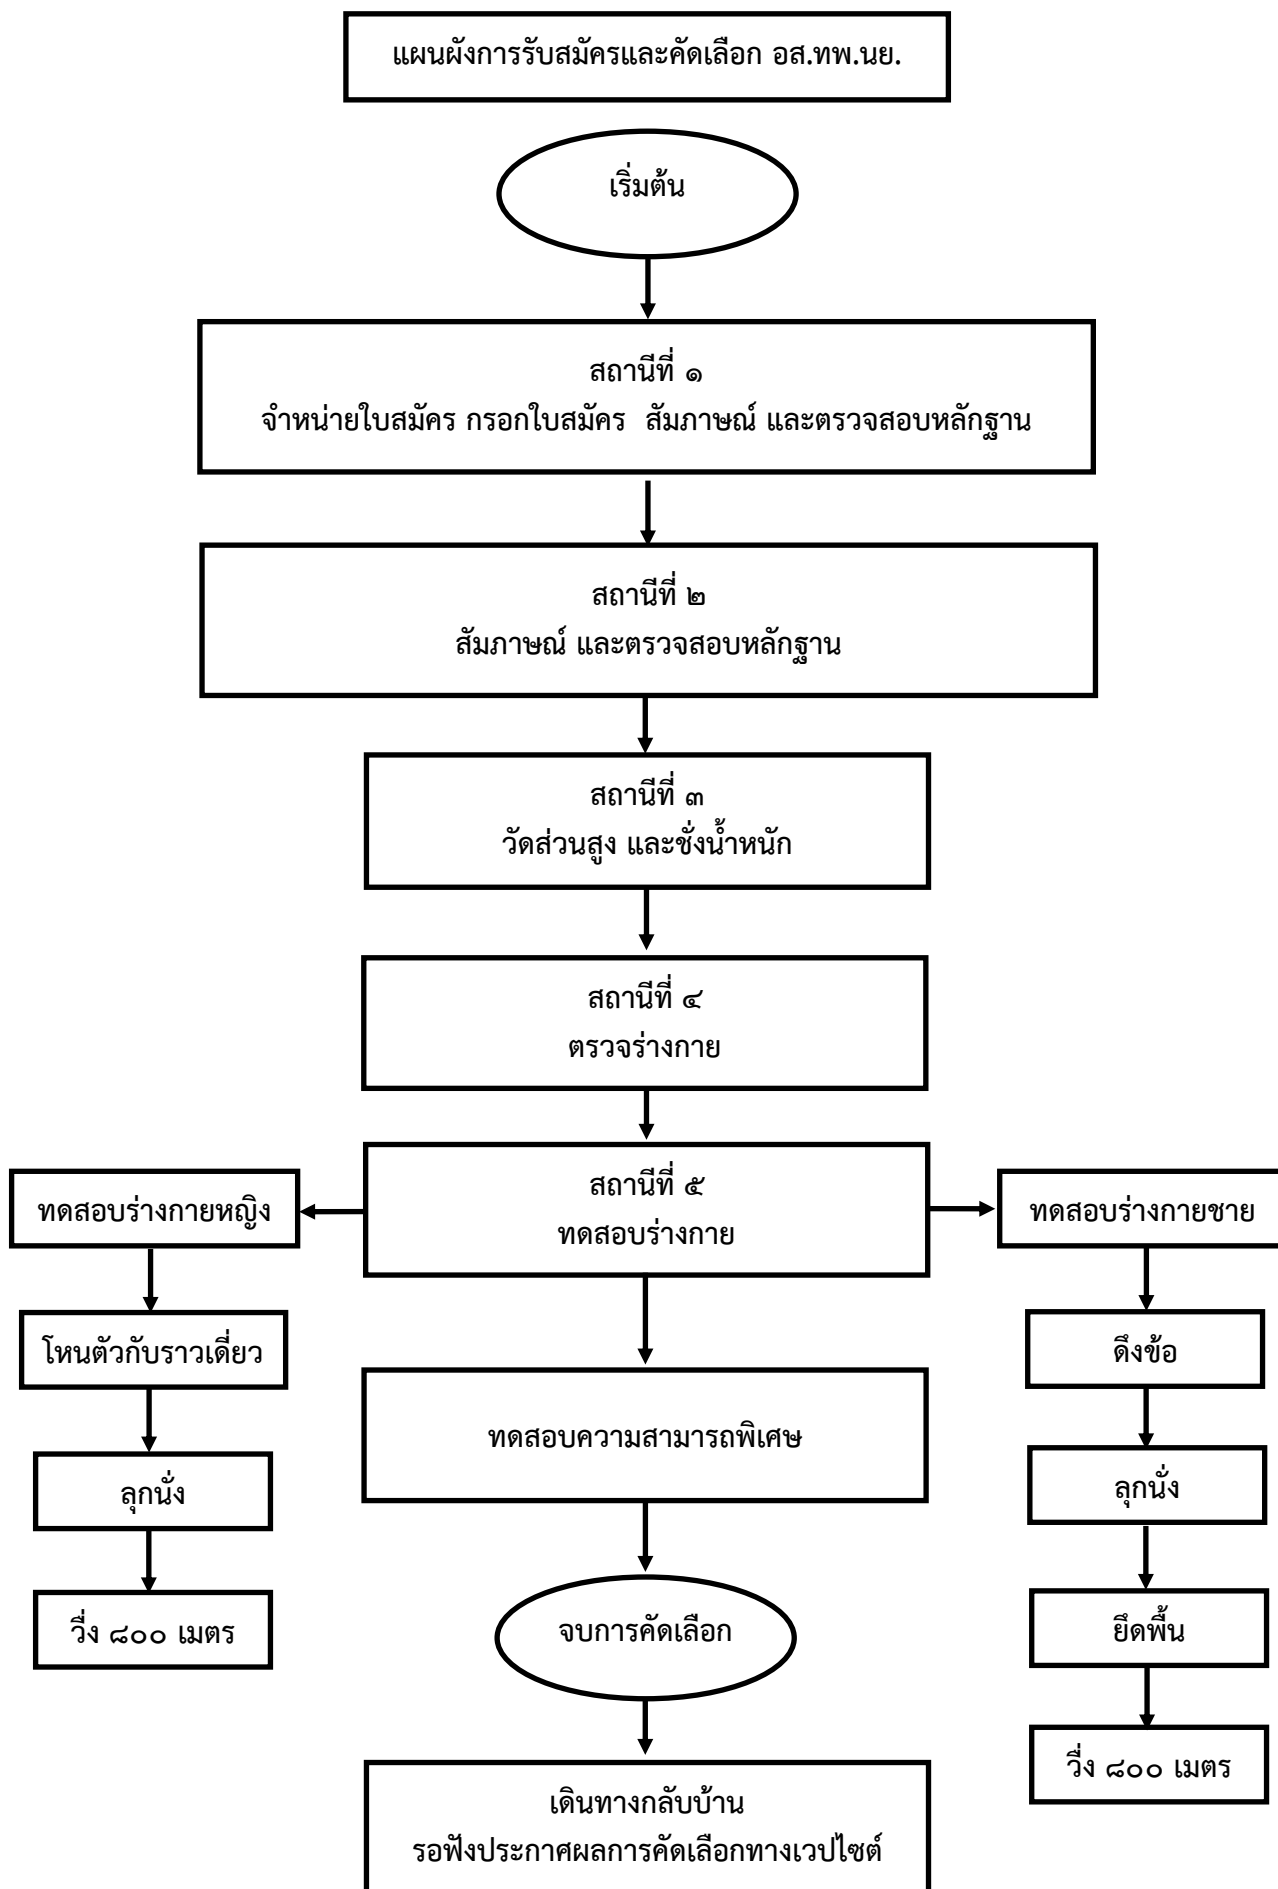 แผนผังการรับสมัครและคัดเลือก อส.ทพ.นย.
เริ่มต้น
สถานีที่ ๑
จำหน่ายใบสมัคร กรอกใบสมัคร สัมภาษณ์ และตรวจสอบหลักฐาน
สถานีที่ ๒
สัมภาษณ์ และตรวจสอบหลักฐาน
สถานีที่ ๓
วัดส่วนสูง และชั่งน้ำหนัก
สถานีที่ ๔
ตรวจร่างกาย
สถานีที่ ๕
ทดสอบร่างกาย
ทดสอบร่างกายหญิง
โหนตัวกับราวเดี่ยว
ลุกนั่ง
วิ่ง ๘๐๐ เมตร
ทดสอบร่างกายชาย
ดึงข้อ
ลุกนั่ง
ยึดพื้น
วิ่ง ๘๐๐ เมตร
ทดสอบความสามารถพิเศษ
จบการคัดเลือก
เดินทางกลับบ้าน
รอฟังประกาศผลการคัดเลือกทางเวปไซต์